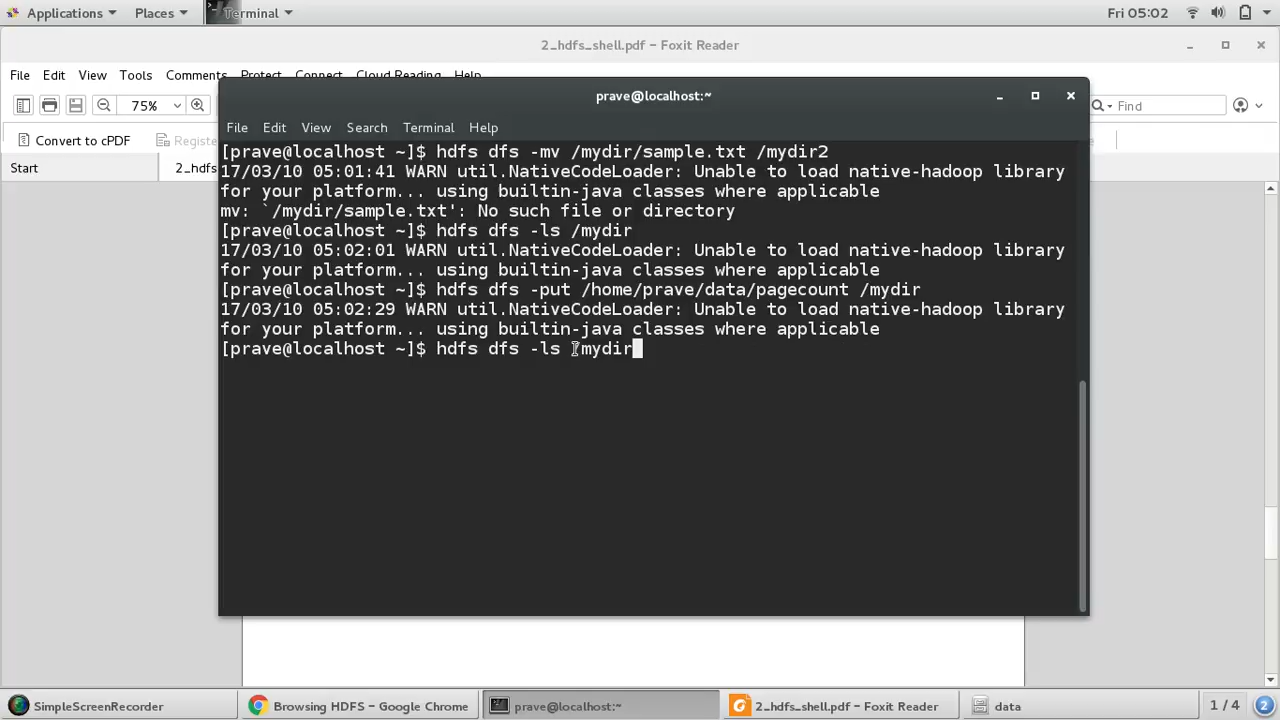 Applications Places Terminal Fri 05:02
2_hdfs_shell.pdf – Foxit Reader
File Edit View Tools Comments Protect Connect Cloud Reading Help
75% Find
Convert to cPDF Registe
Start 2_hdfs
prave@localhost:~
File Edit View Search Terminal Help
[prave@localhost ~]$ hdfs dfs -mv /mydir/sample.txt /mydir2
17/03/10 05:01:41 WARN util.NativeCodeLoader: Unable to load native-hadoop library
for your platform... using builtin-java classes where applicable
mv: `/mydir/sample.txt': No such file or directory
[prave@localhost ~]$ hdfs dfs -ls /mydir
17/03/10 05:02:01 WARN util.NativeCodeLoader: Unable to load native-hadoop library
for your platform... using builtin-java classes where applicable
[prave@localhost ~]$ hdfs dfs -put /home/prave/data/pagecount /mydir
17/03/10 05:02:29 WARN util.NativeCodeLoader: Unable to load native-hadoop library
for your platform... using builtin-java classes where applicable
[prave@localhost ~]$ hdfs dfs -ls /mydir
SimpleScreenRecorder Browsing HDFS – Google Chrome prave@localhost:~ 2_hdfs_shell.pdf – Foxit Reader data 1 / 4 2